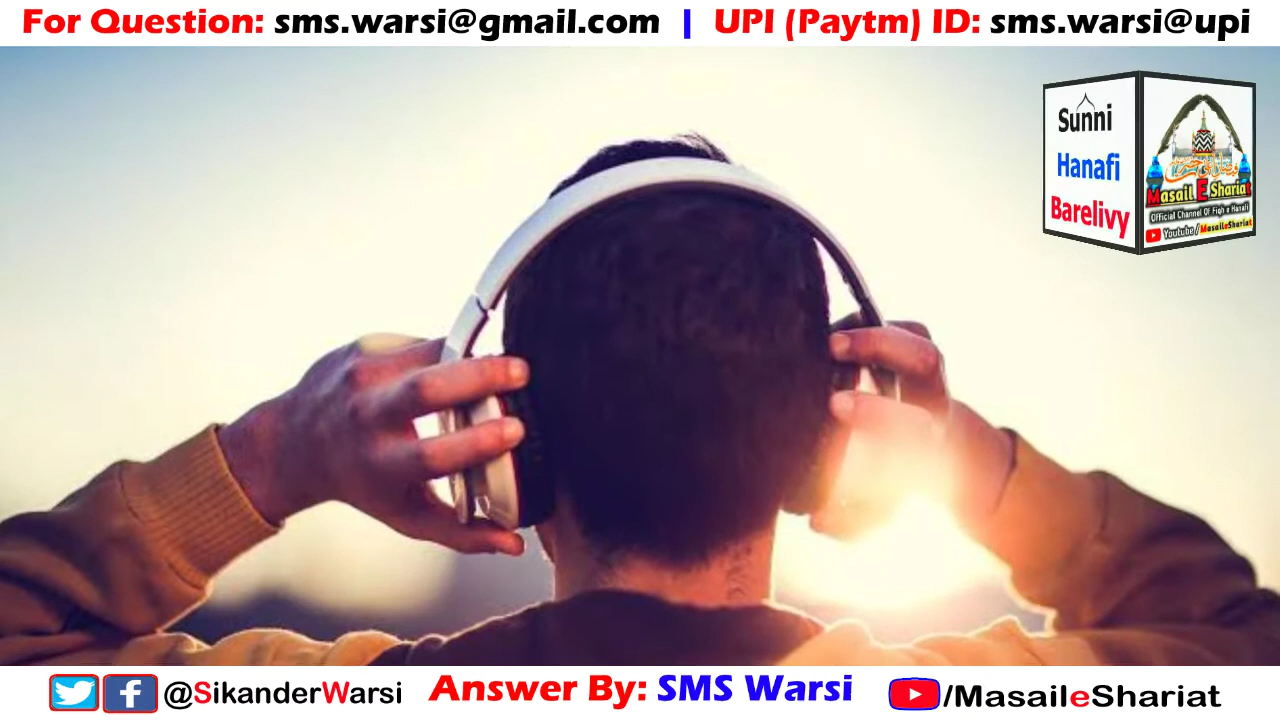 For Question: sms.warsi@gmail.com | UPI (Paytm) ID: sms.warsi@upi
Sunni
Hanafi
Barelivy
Masail E Shariat
Official Channel Of Fiqh e Hanafi
Youtube/MasaileShariat
@SikanderWarsi
Answer By: SMS Warsi
/MasaileShariat